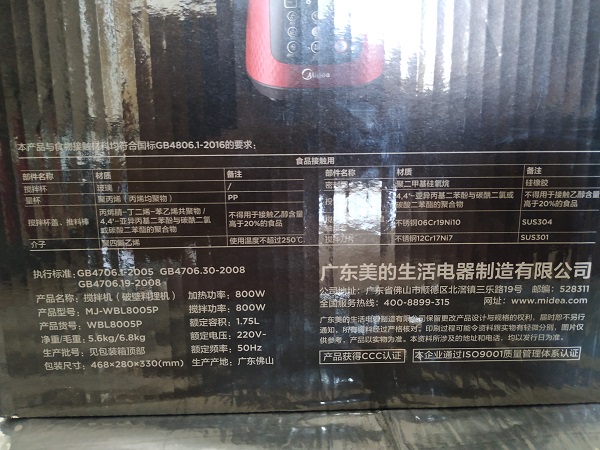 Midea
本产品与食物接触材料均符合国标GB4806.1-2016的要求：
食品接触用
部件名称 材质 备注
搅拌杯 玻璃 /
量杯 聚丙烯（丙烯均聚物） PP
搅拌杯盖、推料棒 丙烯腈-丁二烯-苯乙烯共聚物/
4,4'-亚异丙基二苯酚与碳酰二氯或
碳酸二苯酯的聚合物 不得用于接触乙醇含量
高于20%的食品
介子 聚四氟乙烯 使用温度不超过250℃
部件名称 材质 备注
聚二甲基硅氧烷 硅橡胶
4,4'-亚异丙基二苯酚与碳酰二氯或
碳酸二苯酯的聚合物 不得用于接触乙醇含量
高于20%的食品
不锈钢06Cr19Ni10 SUS304
不锈钢12Cr17Ni7 SUS301
执行标准：GB4706.1-2005 GB4706.30-2008
GB4706.19-2008
产品名称：搅拌机（破壁料理机） 加热功率：800W
产品型号：MJ-WBL8005P 搅拌功率：800W
产品代号：WBL8005P 额定容积：1.75L
净重/毛重：5.6kg/6.8kg 额定电压：220V~
生产批号：见包装箱顶部 额定频率：50Hz
包装尺寸：468×280×330(mm) 生产产地：广东佛山
广东美的生活电器制造有限公司
公司地址：广东省佛山市顺德区北滘镇三乐路19号 邮编：528311
全国服务热线：400-8899-315 网址：www.midea.com
广东美的生活电器制造有限公司保留更改产品设计与规格的权利，届时恕不另行
通知。所有资料经过严格核对，印刷过程可能会导致资料跟实物有轻微分别，图片仅
供参考，敬请以实物为准。本资料所涉及的地址和电话，均以发行日为准。
产品获得CCC认证 本企业通过ISO9001质量管理体系认证